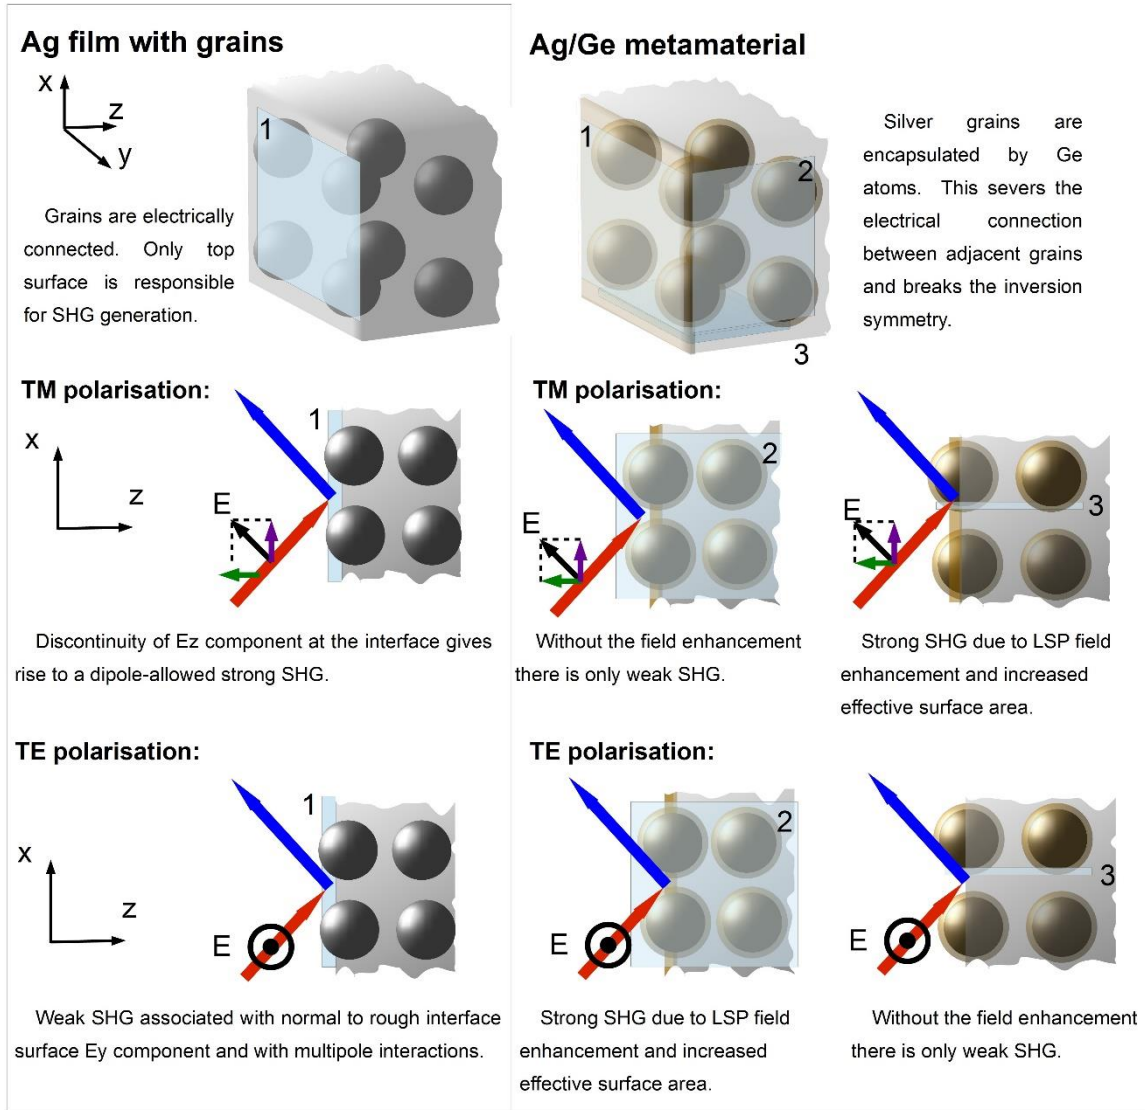 Ag film with grains
x
z
y
1
Grains are electrically
connected. Only top
surface is responsible
for SHG generation.
Ag/Ge metamaterial
1
2
3
Silver grains are
encapsulated by Ge
atoms. This severs the
electrical connection
between adjacent grains
and breaks the inversion
symmetry.
TM polarisation:
x
z
E
1
Discontinuity of Ez component at the interface gives
rise to a dipole-allowed strong SHG.
TM polarisation:
E
2
Without the field enhancement
there is only weak SHG.
E
3
Strong SHG due to LSP field
enhancement and increased
effective surface area.
TE polarisation:
x
z
E
1
Weak SHG associated with normal to rough interface
surface Ey component and with multipole interactions.
TE polarisation:
E
2
Strong SHG due to LSP field
enhancement and increased
effective surface area.
E
3
Without the field enhancement
there is only weak SHG.